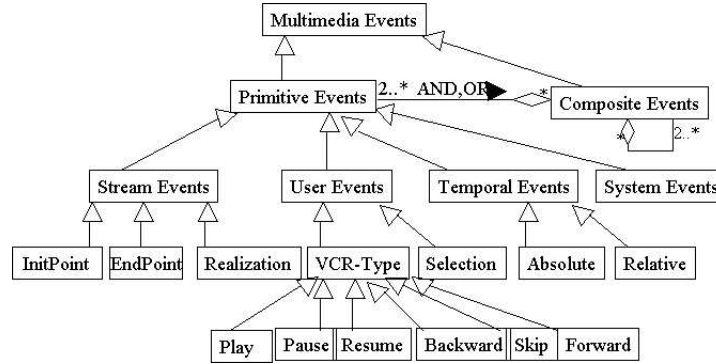 Multimedia Events
Primitive Events
2..* AND,OR
*
Composite Events
* 2..*
Stream Events
User Events
Temporal Events
System Events
InitPoint
EndPoint
Realization
VCR-Type
Selection
Absolute
Relative
Play
Pause
Resume
Backward
Skip
Forward